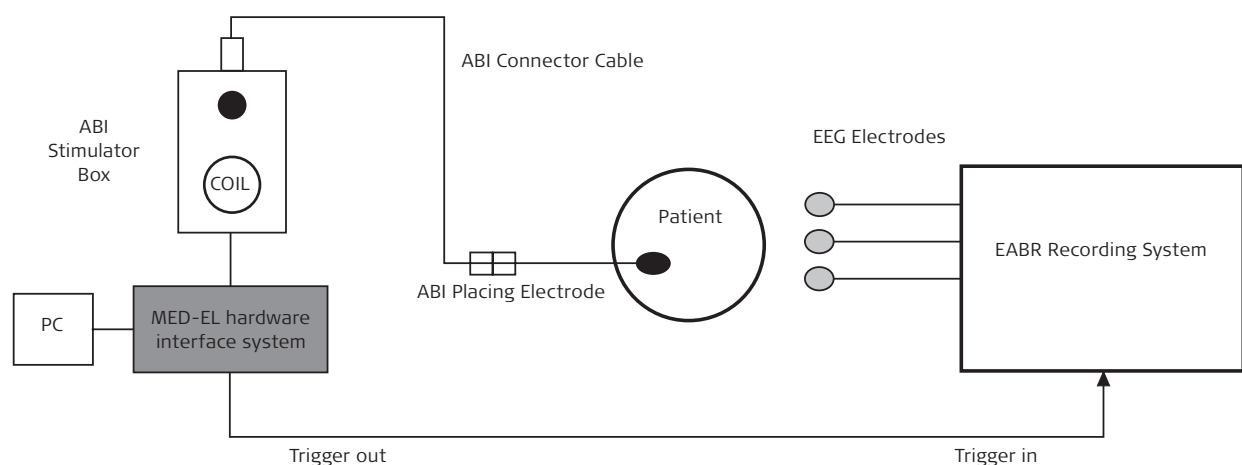 ABI Connector Cable
ABI
Stimulator
Box
COIL
EEG Electrodes
Patient
EABR Recording System
ABI Placing Electrode
PC
MED-EL hardware
interface system
Trigger out
Trigger in